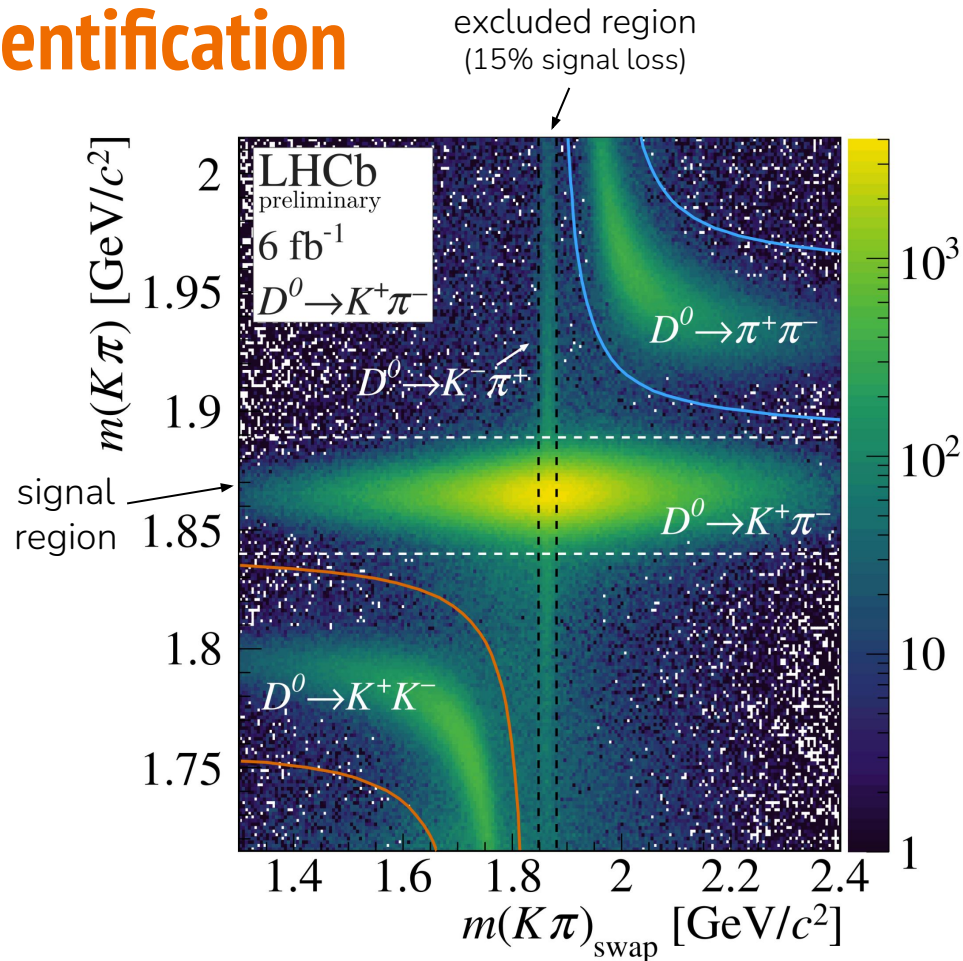 entification
excluded region
(15% signal loss)
LHCb
preliminary
6 fb⁻¹
D⁰→K⁺π⁻
D⁰→π⁺π⁻
D⁰→K⁻π⁺
D⁰→K⁺π⁻
D⁰→K⁺K⁻
signal
region
m(Kπ) [GeV/c²]
2
1.95
1.9
1.85
1.8
1.75
1.4 1.6 1.8 2 2.2 2.4
m(Kπ)swap [GeV/c²]
10³
10²
10
1